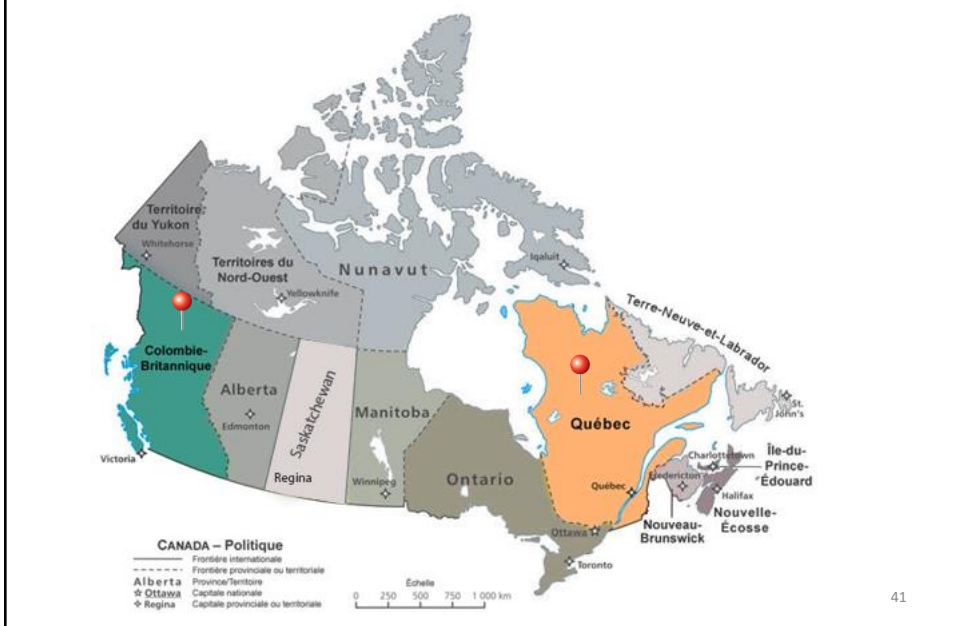 Territoire
du Yukon
Whitehorse
Territoires du
Nord-Ouest
Yellowknife
Nunavut
Iqaluit
Terre-Neuve-et-Labrador
Colombie-
Britannique
Alberta
Edmonton
Saskatchewan
Regina
Manitoba
Winnipeg
Ontario
Québec
Québec
St.
John's
Victoria
Charlottetown
Île-du-
Prince-
Édouard
Fredericton
Halifax
Nouvelle-
Écosse
Nouveau-
Brunswick
Ottawa
Toronto
CANADA – Politique
Frontière internationale
Frontière provinciale ou territoriale
Alberta Province/Territoire
Ottawa Capitale nationale
Regina Capitale provinciale ou territoriale
Échelle
0 250 500 750 1 000 km
41